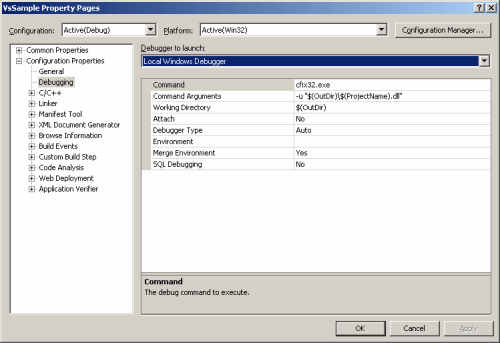 VsSample Property Pages
Configuration: Active(Debug) Platform: Active(Win32) Configuration Manager...
Common Properties
Configuration Properties
General
Debugging
C/C++
Linker
Manifest Tool
XML Document Generator
Browse Information
Build Events
Custom Build Step
Code Analysis
Web Deployment
Application Verifier
Debugger to launch:
Local Windows Debugger
Command cfix32.exe
Command Arguments -u "$(OutDir)\$(ProjectName).dll"
Working Directory $(OutDir)
Attach No
Debugger Type Auto
Environment
Merge Environment Yes
SQL Debugging No
Command
The debug command to execute.
OK Cancel Apply